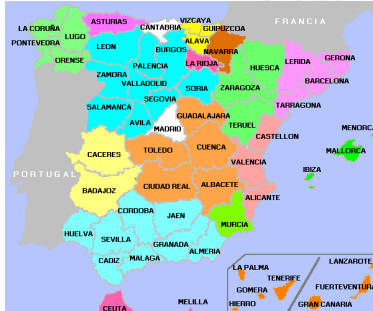 VIZCAYA
FRANCIA
LA CORUÑA
ASTURIAS
CANTABRIA
GUIPUZCOA
LUGO
ALAVA
PONTEVEDRA
LEON
BURGOS
NAVARRA
ORENSE
PALENCIA
LA RIOJA
HUESCA
LERIDA
GERONA
ZAMORA
BARCELONA
VALLADOLID
SORIA
ZARAGOZA
SEGOVIA
TARRAGONA
SALAMANCA
GUADALAJARA
AVILA
MADRID
TERUEL
MENORC
CASTELLON
CACERES
TOLEDO
CUENCA
MALLORCA
VALENCIA
PORTUGAL
IBIZA
BADAJOZ
CIUDAD REAL
ALBACETE
ALICANTE
CORDOBA
JAEN
MURCIA
HUELVA
SEVILLA
GRANADA
ALMERIA
CADIZ
MALAGA
LANZAROTE
LA PALMA
TENERIFE
FUERTEVENTURA
GOMERA
HIERRO
GRAN CANARIA
MELILLA
CEUTA